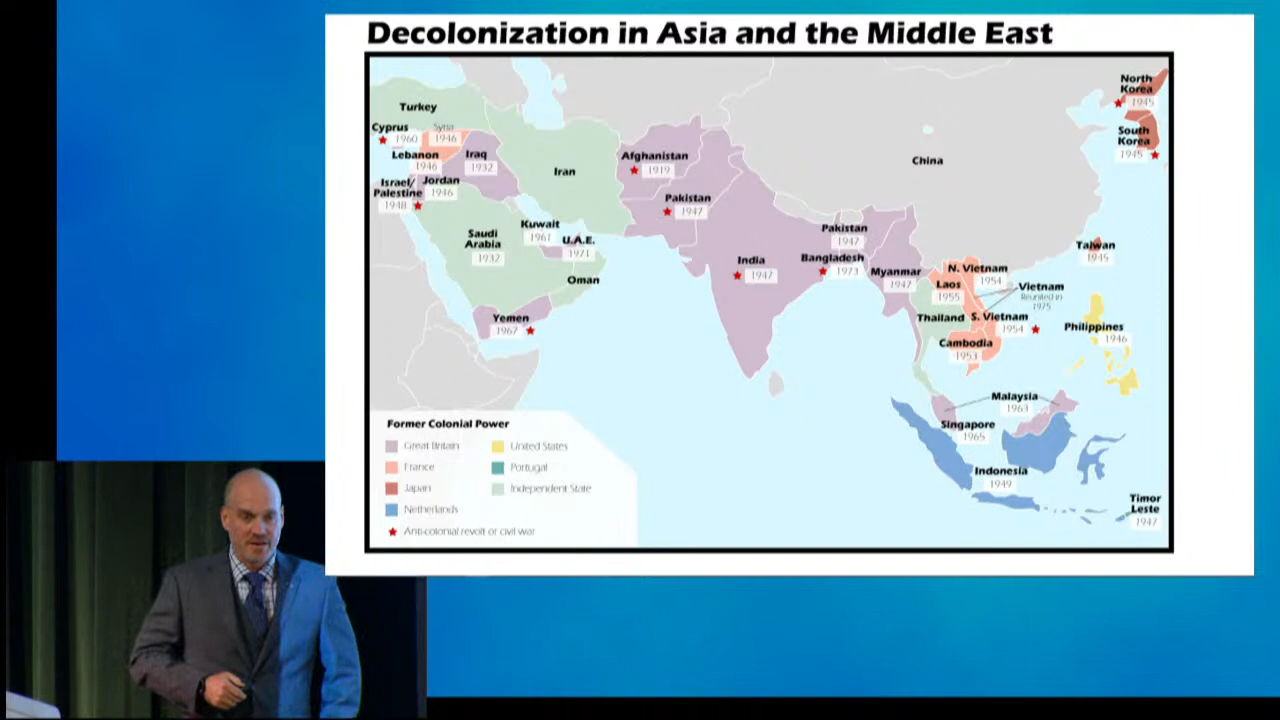 Decolonization in Asia and the Middle East
Turkey
Cyprus
1960
Syria
1946
Lebanon
1946
Iraq
1932
Israel/
Palestine
1948
Jordan
1946
Iran
Afghanistan
1919
Pakistan
1947
Kuwait
1961
U.A.E.
1971
Saudi
Arabia
1932
Oman
Yemen
1967
India
1947
Pakistan
1947
Bangladesh
1973
Myanmar
1947
China
North
Korea
1945
South
Korea
1945
Taiwan
1945
N. Vietnam
1954
Laos
1955
Vietnam
Reunited in
1975
Thailand
S. Vietnam
1954
Cambodia
1953
Philippines
1946
Malaysia
1963
Singapore
1965
Indonesia
1949
Timor
Leste
1947
Former Colonial Power
Great Britain
United States
France
Portugal
Japan
Independent State
Netherlands
Anti-colonial revolt or civil war